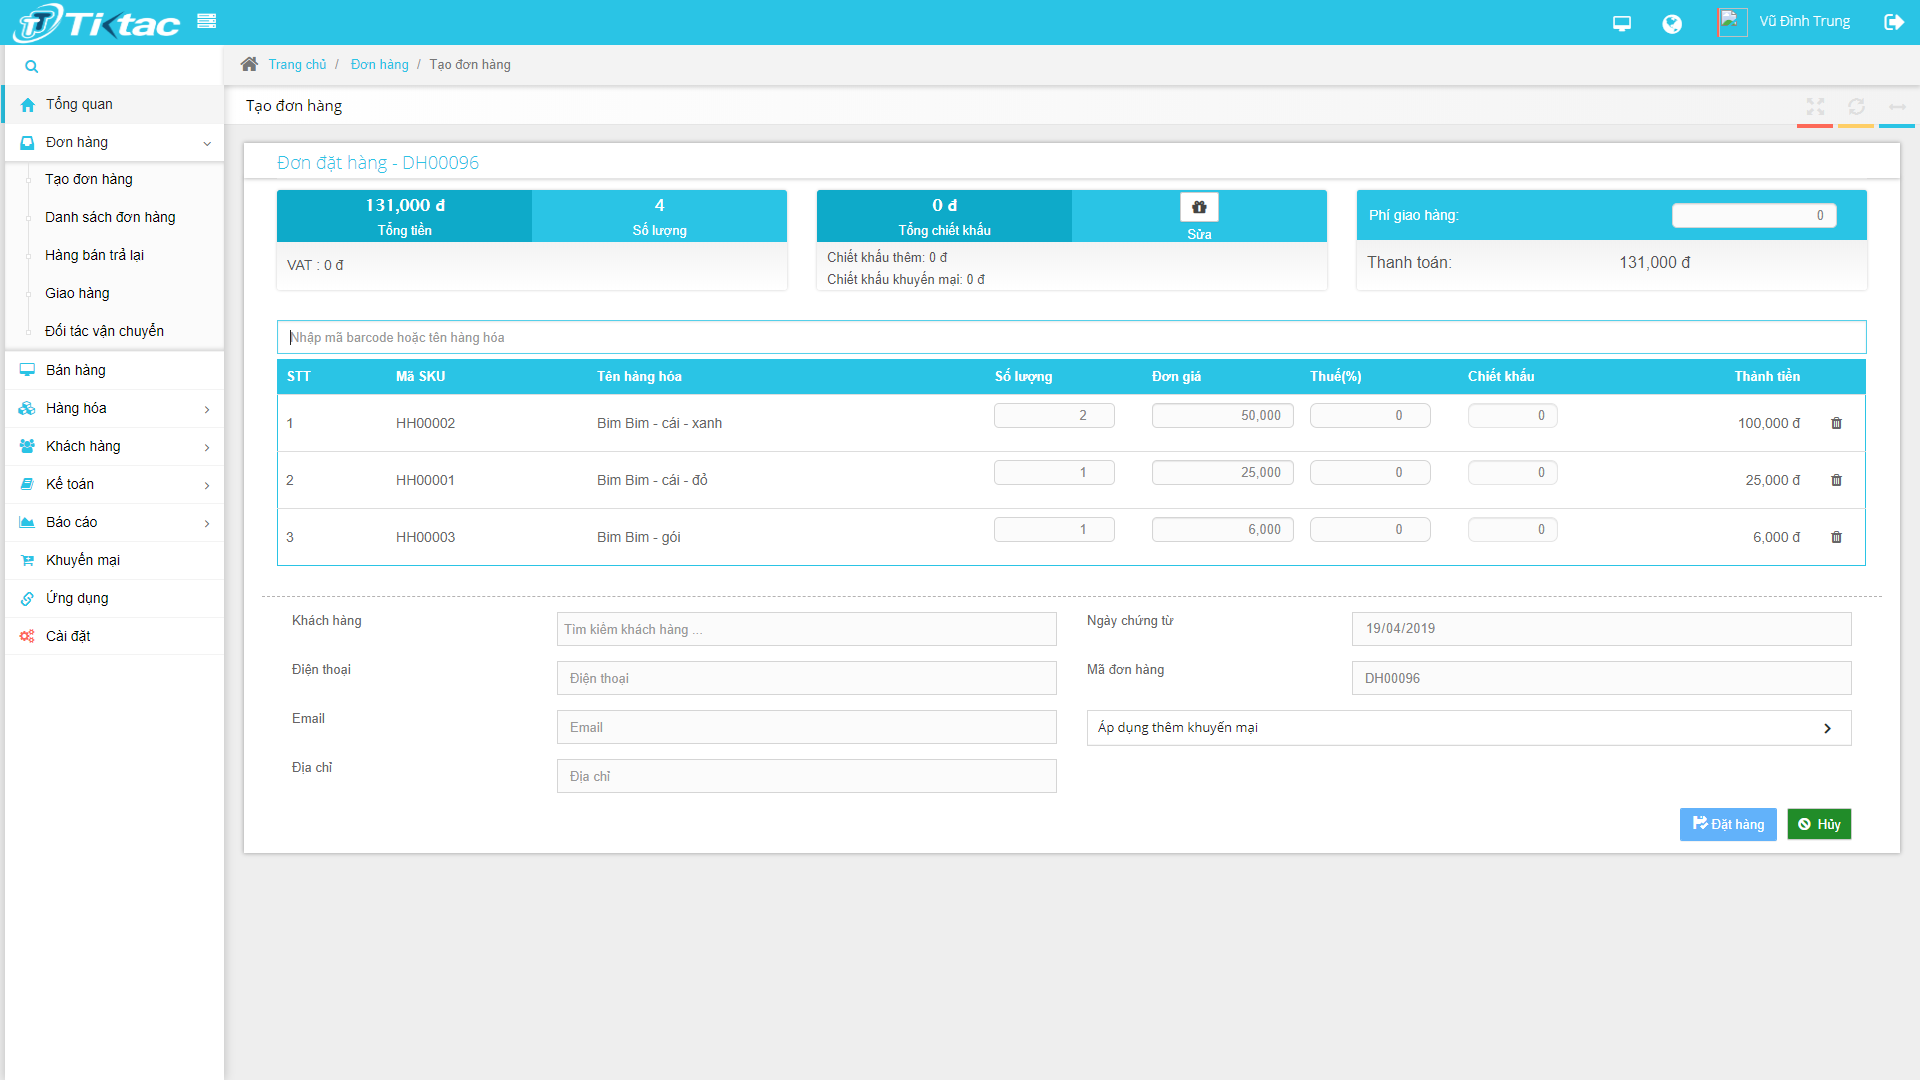 Tiktac
Vũ Đình Trung
Trang chủ / Đơn hàng / Tạo đơn hàng
Tạo đơn hàng
Tổng quan
Đơn hàng
Tạo đơn hàng
Danh sách đơn hàng
Hàng bán trả lại
Giao hàng
Đối tác vận chuyển
Bán hàng
Hàng hóa
Khách hàng
Kế toán
Báo cáo
Khuyến mại
Ứng dụng
Cài đặt
Đơn đặt hàng - DH00096
131,000 đ
Tổng tiền
4
Số lượng
VAT : 0 đ
0 đ
Tổng chiết khấu
Sửa
Chiết khấu thêm: 0 đ
Chiết khấu khuyến mại: 0 đ
Phí giao hàng: 0
Thanh toán: 131,000 đ
Nhập mã barcode hoặc tên hàng hóa
STT Mã SKU Tên hàng hóa Số lượng Đơn giá Thuế(%) Chiết khấu Thành tiền
1 HH00002 Bim Bim - cái - xanh 2 50,000 0 0 100,000 đ
2 HH00001 Bim Bim - cái - đỏ 1 25,000 0 0 25,000 đ
3 HH00003 Bim Bim - gói 1 6,000 0 0 6,000 đ
Khách hàng Tìm kiếm khách hàng ...
Điện thoại Điện thoại
Email Email
Địa chỉ Địa chỉ
Ngày chứng từ 19/04/2019
Mã đơn hàng DH00096
Áp dụng thêm khuyến mại
Đặt hàng Hủy